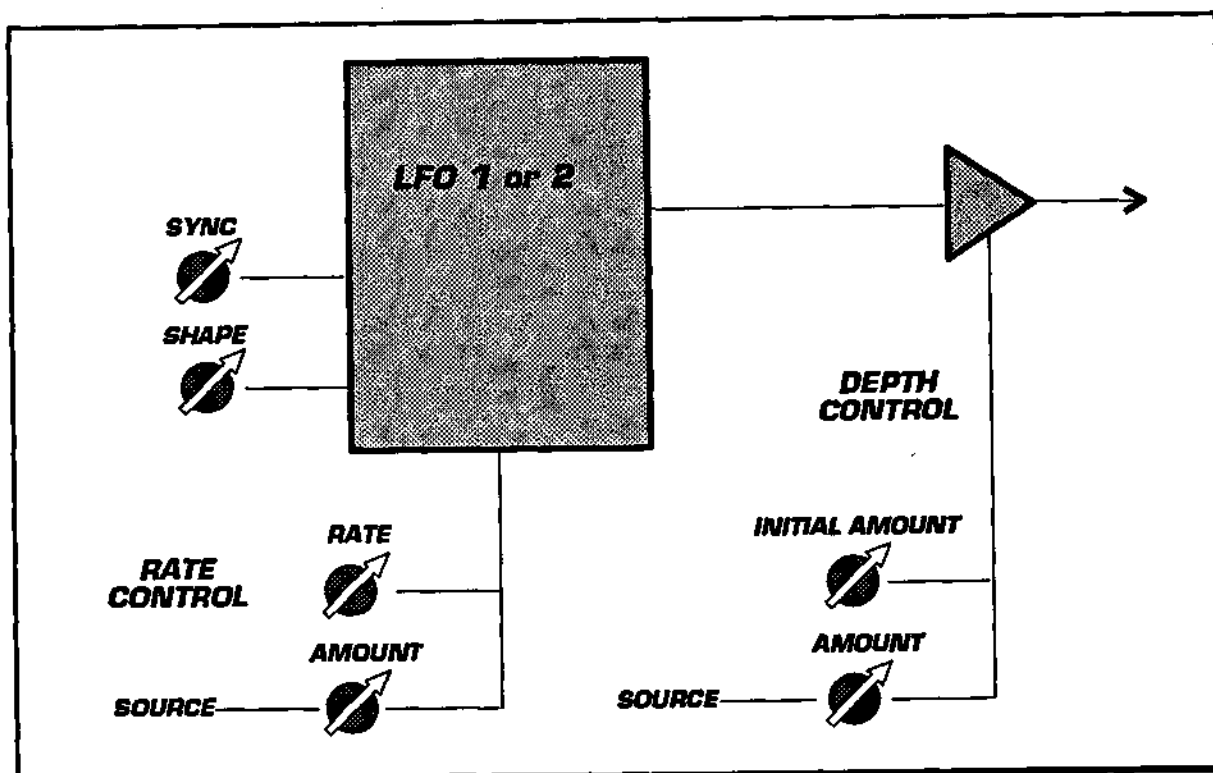 LFO 1 or 2
SYNC
SHAPE
DEPTH
CONTROL
RATE
INITIAL AMOUNT
RATE
CONTROL
AMOUNT
AMOUNT
SOURCE
SOURCE